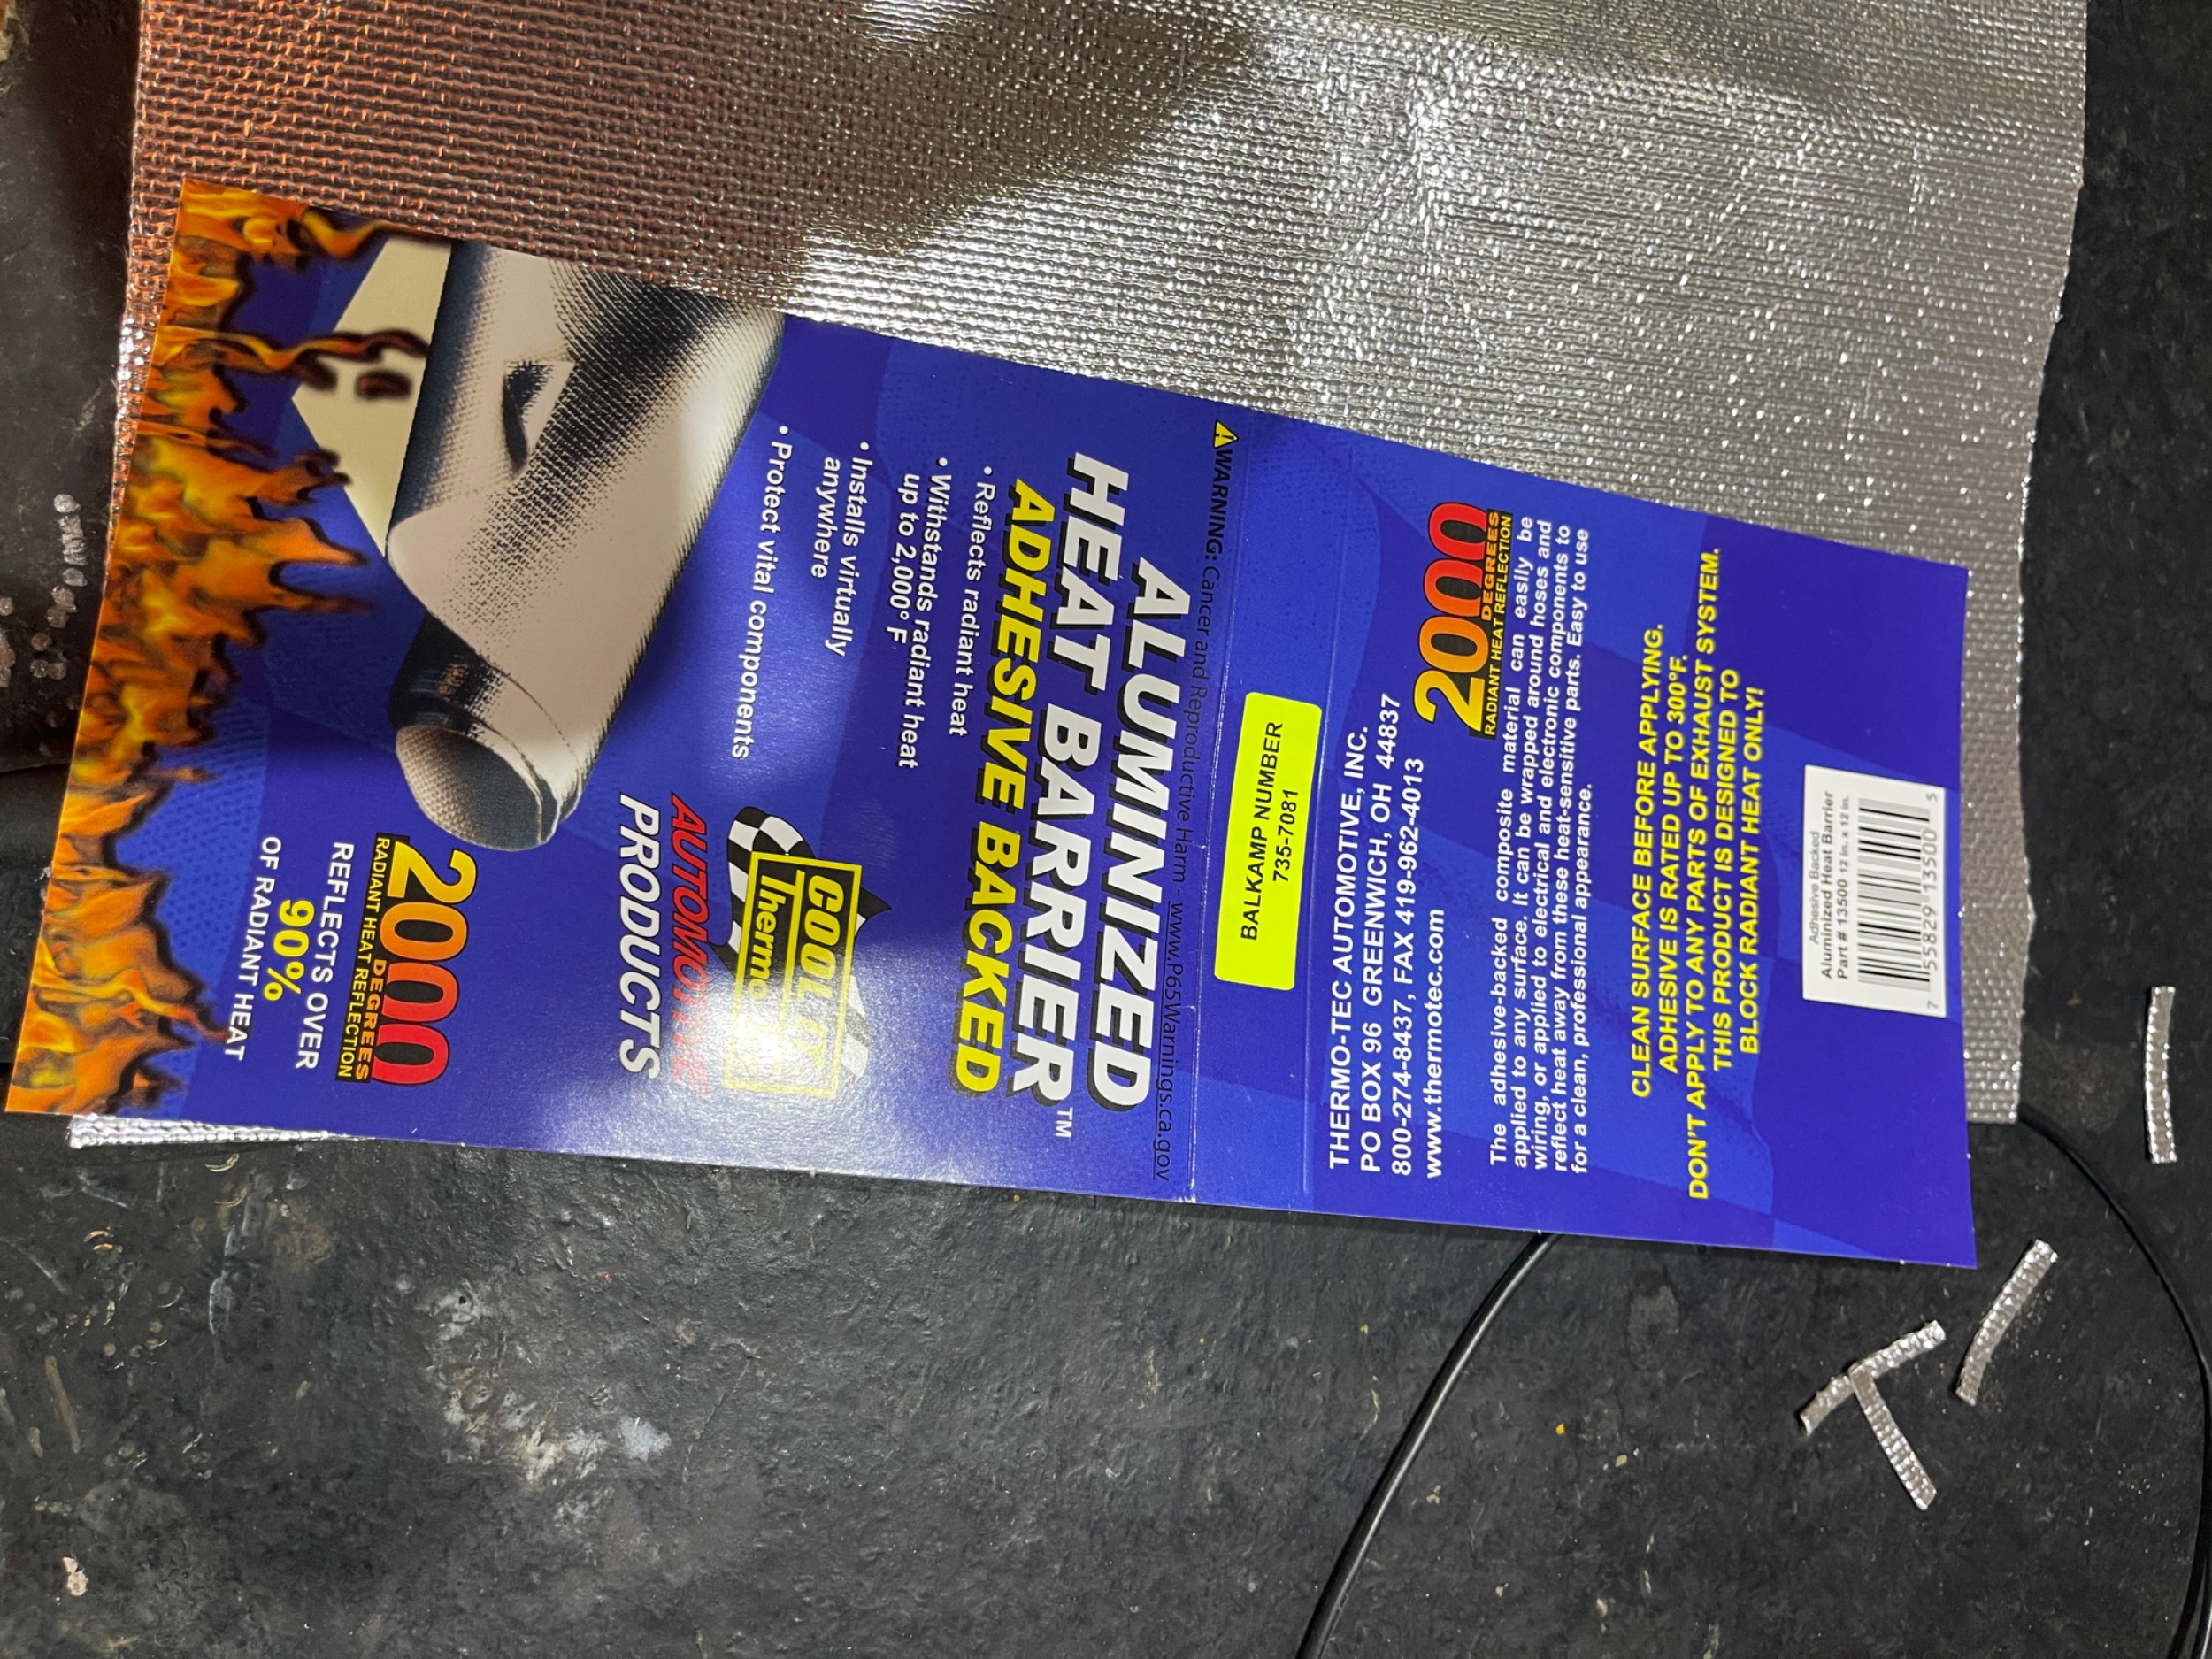 ALUMINIZED
HEAT BARRIER™
ADHESIVE BACKED
• Reflects radiant heat
• Withstands radiant heat
up to 2,000° F
• Installs virtually
anywhere
• Protect vital components
COOL IT
Thermo
AUTOMOTIVE
PRODUCTS
2000
DEGREES
RADIANT HEAT REFLECTION
REFLECTS OVER
90%
OF RADIANT HEAT
WARNING: Cancer and Reproductive Harm - www.P65Warnings.ca.gov
BALKAMP NUMBER
735-7081
THERMO-TEC AUTOMOTIVE, INC.
PO BOX 96 GREENWICH, OH 44837
800-274-8437, FAX 419-962-4013
www.thermotec.com
2000
DEGREES
RADIANT HEAT REFLECTION
The adhesive-backed composite material can easily be
applied to any surface. It can be wrapped around hoses and
wiring, or applied to electrical and electronic components to
reflect heat away from these heat-sensitive parts. Easy to use
for a clean, professional appearance.
CLEAN SURFACE BEFORE APPLYING.
ADHESIVE IS RATED UP TO 300°F.
DON'T APPLY TO ANY PARTS OF EXHAUST SYSTEM.
THIS PRODUCT IS DESIGNED TO
BLOCK RADIANT HEAT ONLY!
Adhesive Backed
Aluminized Heat Barrier
Part # 13500 12 in. x 12 in.
7 55829 13500 5